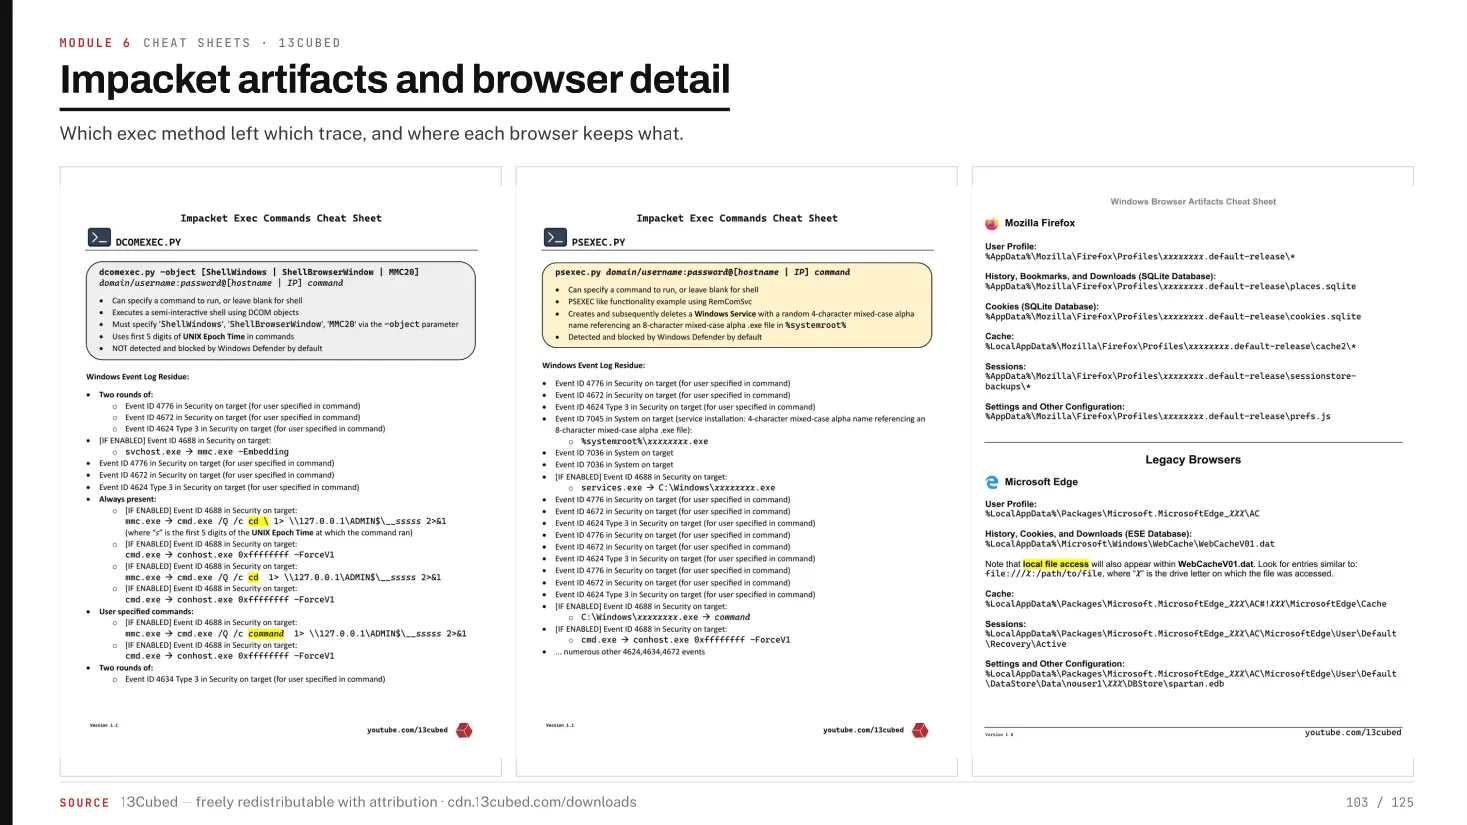 MODULE 6 CHEAT SHEETS · 13CUBED
Impacket artifacts and browser detail
Which exec method left which trace, and where each browser keeps what.
Impacket Exec Commands Cheat Sheet
>_ DCOMEXEC.PY
dcomexec.py -object [ShellWindows | ShellBrowserWindow | MMC20]
domain/username:password@[hostname | IP] command
• Can specify a command to run, or leave blank for shell
• Executes a semi-interactive shell using DCOM objects
• Must specify 'ShellWindows', 'ShellBrowserWindow', 'MMC20' via the -object parameter
• Uses first 5 digits of UNIX Epoch Time in commands
• NOT detected and blocked by Windows Defender by default
Windows Event Log Residue:
• Two rounds of:
o Event ID 4776 in Security on target (for user specified in command)
o Event ID 4672 in Security on target (for user specified in command)
o Event ID 4624 Type 3 in Security on target (for user specified in command)
• [IF ENABLED] Event ID 4688 in Security on target:
o svchost.exe → mmc.exe -Embedding
• Event ID 4776 in Security on target (for user specified in command)
• Event ID 4672 in Security on target (for user specified in command)
• Event ID 4624 Type 3 in Security on target (for user specified in command)
• Always present:
o [IF ENABLED] Event ID 4688 in Security on target:
mmc.exe → cmd.exe /Q /c cd \ 1> \\127.0.0.1\ADMIN$\__sssss 2>&1
(where "s" is the first 5 digits of the UNIX Epoch Time at which the command ran)
o [IF ENABLED] Event ID 4688 in Security on target:
cmd.exe → conhost.exe 0xffffffff -ForceV1
o [IF ENABLED] Event ID 4688 in Security on target:
mmc.exe → cmd.exe /Q /c cd 1> \\127.0.0.1\ADMIN$\__sssss 2>&1
o [IF ENABLED] Event ID 4688 in Security on target:
cmd.exe → conhost.exe 0xffffffff -ForceV1
• User specified commands:
o [IF ENABLED] Event ID 4688 in Security on target:
mmc.exe → cmd.exe /Q /c command 1> \\127.0.0.1\ADMIN$\__sssss 2>&1
o [IF ENABLED] Event ID 4688 in Security on target:
cmd.exe → conhost.exe 0xffffffff -ForceV1
• Two rounds of:
o Event ID 4634 Type 3 in Security on target (for user specified in command)
Version 1.1
youtube.com/13cubed
Impacket Exec Commands Cheat Sheet
>_ PSEXEC.PY
psexec.py domain/username:password@[hostname | IP] command
• Can specify a command to run, or leave blank for shell
• PSEXEC like functionality example using RemComSvc
• Creates and subsequently deletes a Windows Service with a random 4-character mixed-case alpha
name referencing an 8-character mixed-case alpha .exe file in %systemroot%
• Detected and blocked by Windows Defender by default
Windows Event Log Residue:
• Event ID 4776 in Security on target (for user specified in command)
• Event ID 4672 in Security on target (for user specified in command)
• Event ID 4624 Type 3 in Security on target (for user specified in command)
• Event ID 7045 in System on target (service installation: 4-character mixed-case alpha name referencing an
8-character mixed-case alpha .exe file):
o %systemroot%\xxxxxxxx.exe
• Event ID 7036 in System on target
• Event ID 7036 in System on target
• [IF ENABLED] Event ID 4688 in Security on target:
o services.exe → C:\Windows\xxxxxxxx.exe
• Event ID 4776 in Security on target (for user specified in command)
• Event ID 4672 in Security on target (for user specified in command)
• Event ID 4624 Type 3 in Security on target (for user specified in command)
• Event ID 4776 in Security on target (for user specified in command)
• Event ID 4672 in Security on target (for user specified in command)
• Event ID 4624 Type 3 in Security on target (for user specified in command)
• Event ID 4776 in Security on target (for user specified in command)
• Event ID 4672 in Security on target (for user specified in command)
• Event ID 4624 Type 3 in Security on target (for user specified in command)
• [IF ENABLED] Event ID 4688 in Security on target:
o C:\Windows\xxxxxxxx.exe → command
• [IF ENABLED] Event ID 4688 in Security on target:
o cmd.exe → conhost.exe 0xffffffff -ForceV1
• ... numerous other 4624,4634,4672 events
Version 1.1
youtube.com/13cubed
Windows Browser Artifacts Cheat Sheet
Mozilla Firefox
User Profile:
%AppData%\Mozilla\Firefox\Profiles\xxxxxxxx.default-release\*
History, Bookmarks, and Downloads (SQLite Database):
%AppData%\Mozilla\Firefox\Profiles\xxxxxxxx.default-release\places.sqlite
Cookies (SQLite Database):
%AppData%\Mozilla\Firefox\Profiles\xxxxxxxx.default-release\cookies.sqlite
Cache:
%LocalAppData%\Mozilla\Firefox\Profiles\xxxxxxxx.default-release\cache2\*
Sessions:
%AppData%\Mozilla\Firefox\Profiles\xxxxxxxx.default-release\sessionstore-
backups\*
Settings and Other Configuration:
%AppData%\Mozilla\Firefox\Profiles\xxxxxxxx.default-release\prefs.js
Legacy Browsers
Microsoft Edge
User Profile:
%LocalAppData%\Packages\Microsoft.MicrosoftEdge_XXX\AC
History, Cookies, and Downloads (ESE Database):
%LocalAppData%\Microsoft\Windows\WebCache\WebCacheV01.dat
Note that local file access will also appear within WebCacheV01.dat. Look for entries similar to:
file:///X:/path/to/file, where "X" is the drive letter on which the file was accessed.
Cache:
%LocalAppData%\Packages\Microsoft.MicrosoftEdge_XXX\AC#!XXX\MicrosoftEdge\Cache
Sessions:
%LocalAppData%\Packages\Microsoft.MicrosoftEdge_XXX\AC\MicrosoftEdge\User\Default
\Recovery\Active
Settings and Other Configuration:
%LocalAppData%\Packages\Microsoft.MicrosoftEdge_XXX\AC\MicrosoftEdge\User\Default
\DataStore\Data\nouser1\XXX\DBStore\spartan.edb
Version 1.0
youtube.com/13cubed
SOURCE 13Cubed — freely redistributable with attribution · cdn.13cubed.com/downloads
103 / 125